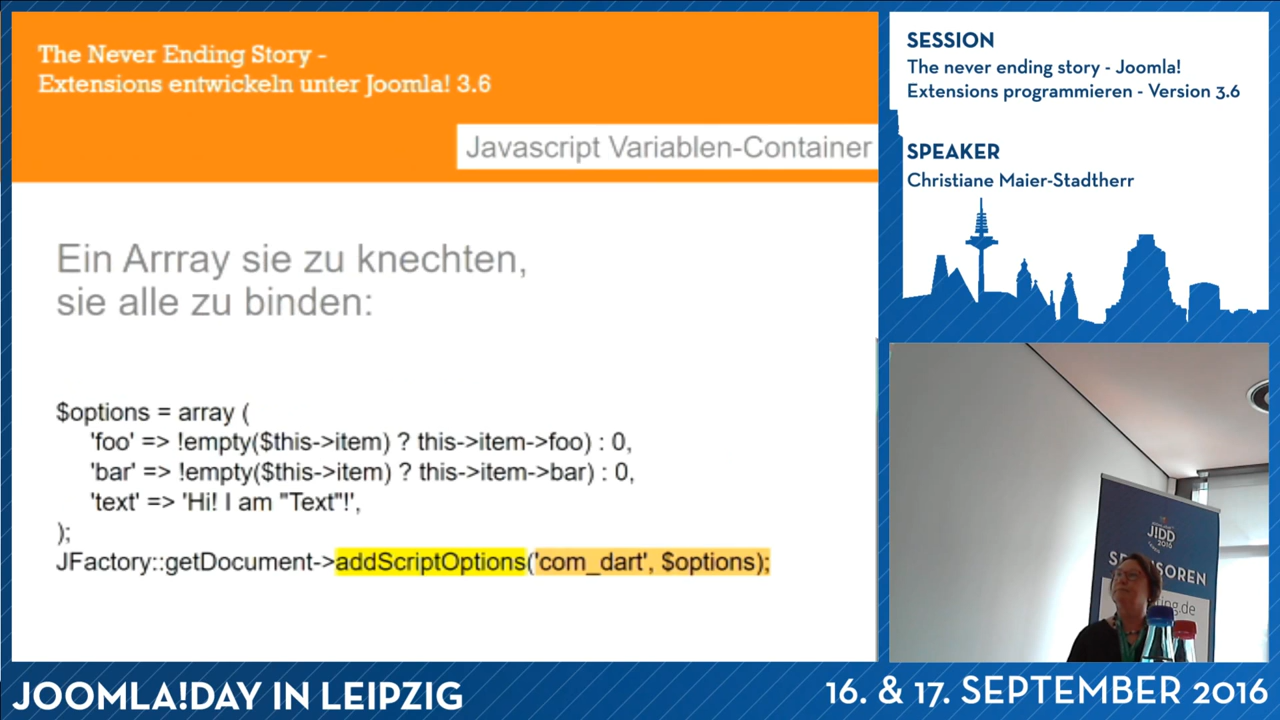 The Never Ending Story -
Extensions entwickeln unter Joomla! 3.6
Javascript Variablen-Container
Ein Arrray sie zu knechten,
sie alle zu binden:
$options = array (
'foo' => !empty($this->item) ? this->item->foo) : 0,
'bar' => !empty($this->item) ? this->item->bar) : 0,
'text' => 'Hi! I am "Text"!',
);
JFactory::getDocument->addScriptOptions('com_dart', $options);
SESSION
The never ending story - Joomla!
Extensions programmieren - Version 3.6
SPEAKER
Christiane Maier-Stadtherr
J!DD
2016
JOOMLA!DAY IN LEIPZIG
16. & 17. SEPTEMBER 2016